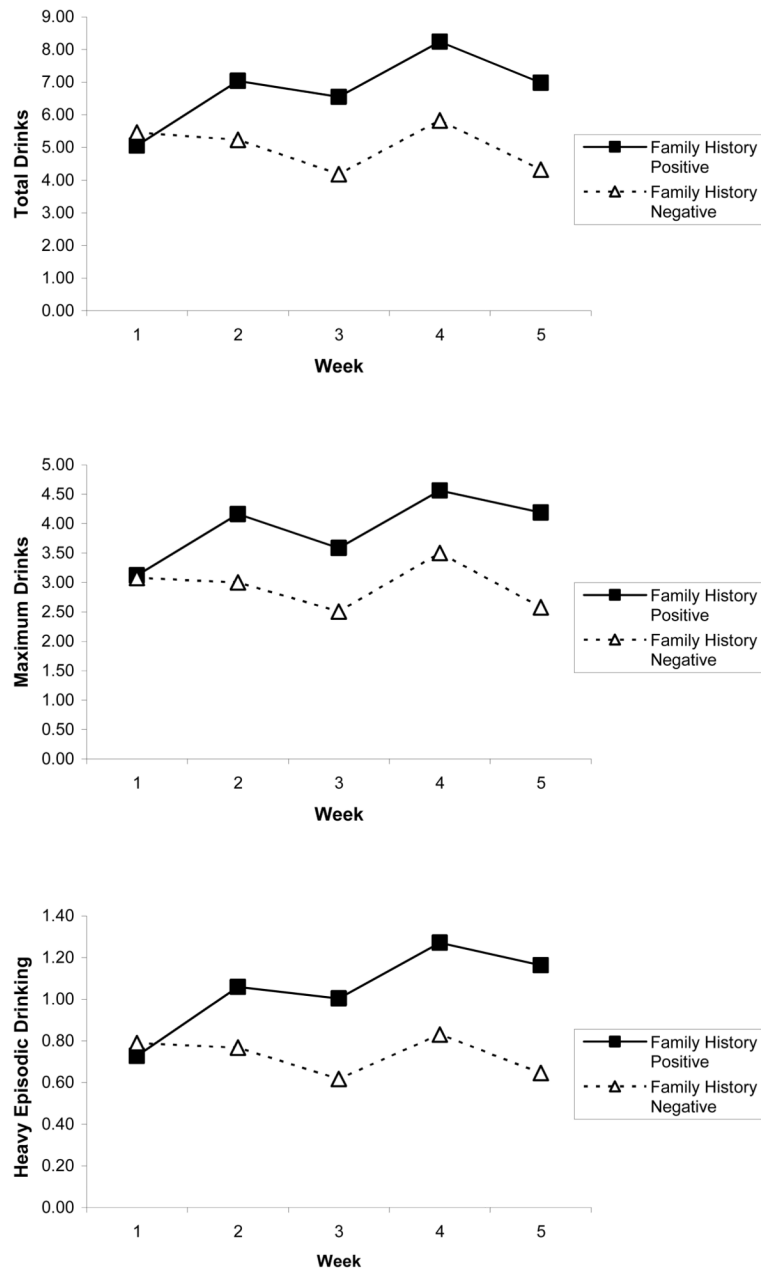 9.00
8.00
7.00
6.00
5.00
4.00
3.00
2.00
1.00
0.00
Total Drinks
1 2 3 4 5
Week
Family History
Positive
Family History
Negative
5.00
4.50
4.00
3.50
3.00
2.50
2.00
1.50
1.00
0.50
0.00
Maximum Drinks
1 2 3 4 5
Week
Family History
Positive
Family History
Negative
1.40
1.20
1.00
0.80
0.60
0.40
0.20
0.00
Heavy Episodic Drinking
1 2 3 4 5
Week
Family History
Positive
Family History
Negative